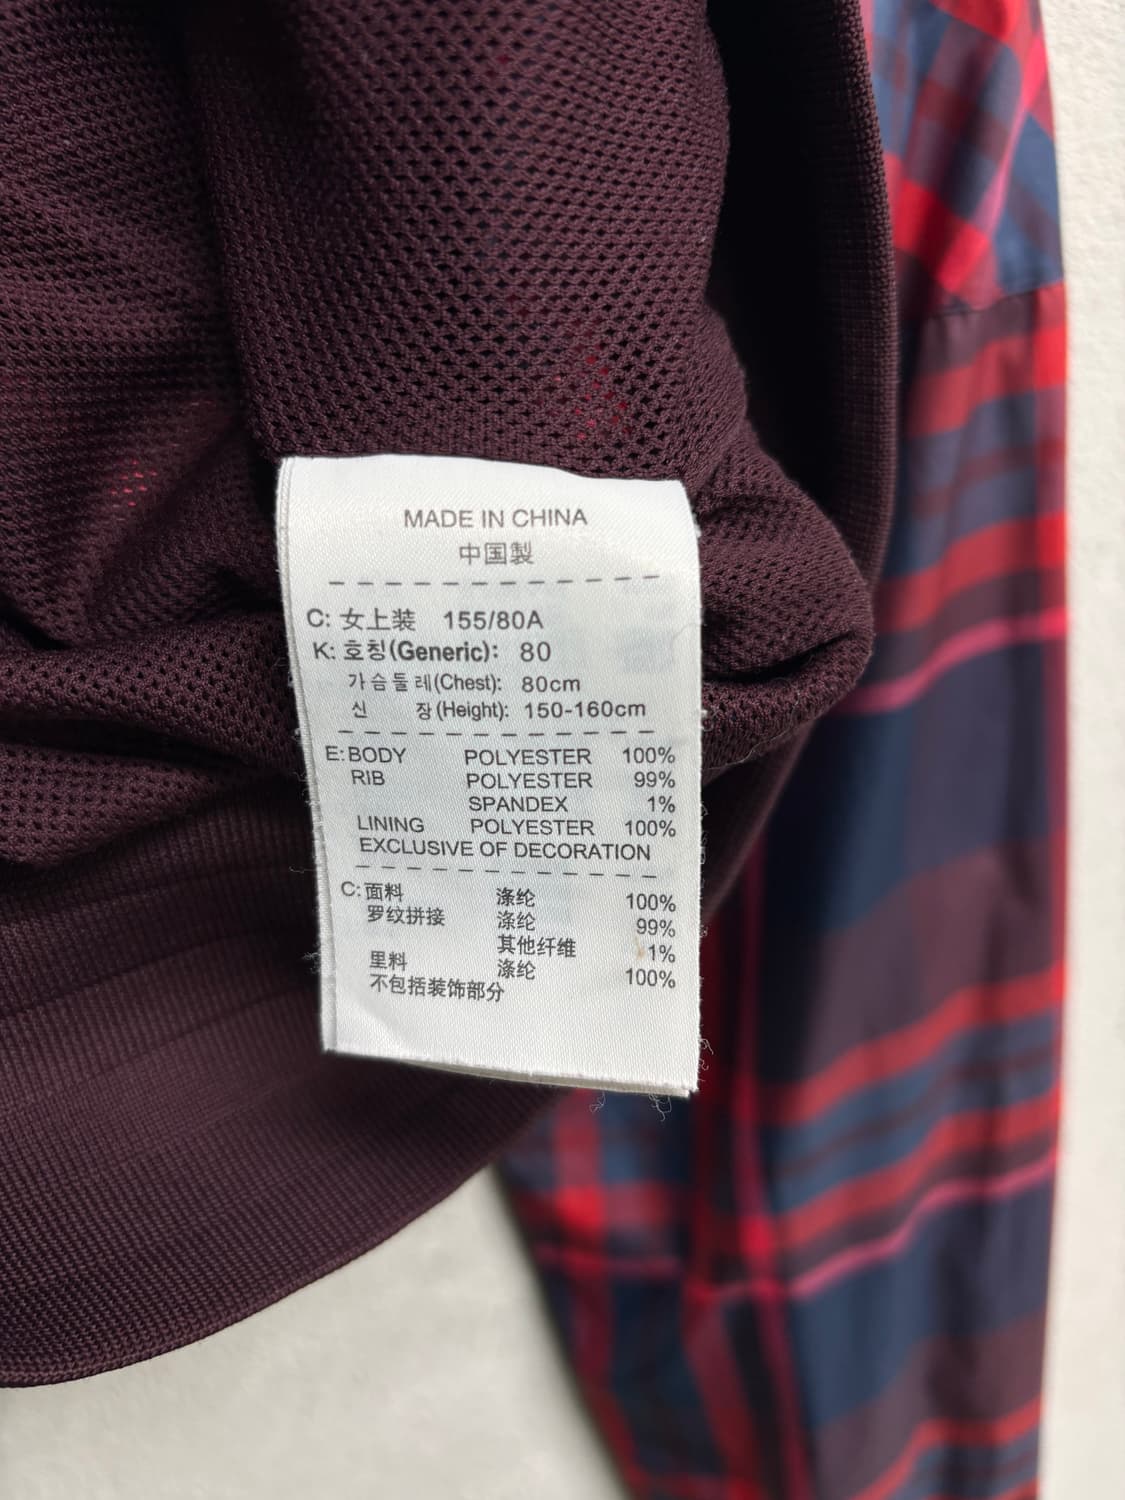 MADE IN CHINA
中国製
C: 女上装 155/80A
K: 호칭(Generic): 80
가슴둘레(Chest): 80cm
신 장(Height): 150-160cm
E: BODY POLYESTER 100%
RIB POLYESTER 99%
SPANDEX 1%
LINING POLYESTER 100%
EXCLUSIVE OF DECORATION
C: 面料 涤纶 100%
罗纹拼接 涤纶 99%
其他纤维 1%
里料 涤纶 100%
不包括装饰部分